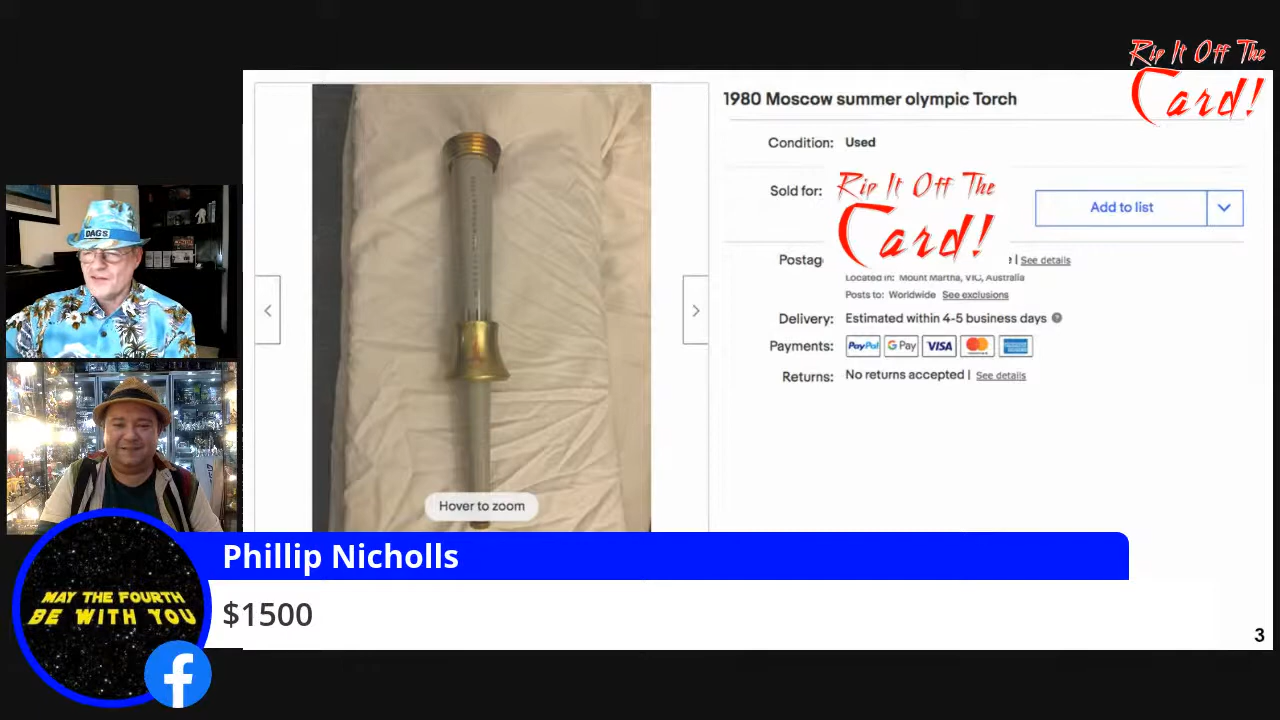 Rip It Off The
Card!
1980 Moscow summer olympic Torch
Condition: Used
Sold for:
Rip It Off The
Card!
Add to list
Postag
| See details
Located in: Mount Martha, VIC, Australia
Posts to: Worldwide See exclusions
Delivery: Estimated within 4-5 business days
Payments: PayPal G Pay VISA
Returns: No returns accepted | See details
Hover to zoom
DAGS
Phillip Nicholls
MAY THE FOURTH
BE WITH YOU
$1500
3